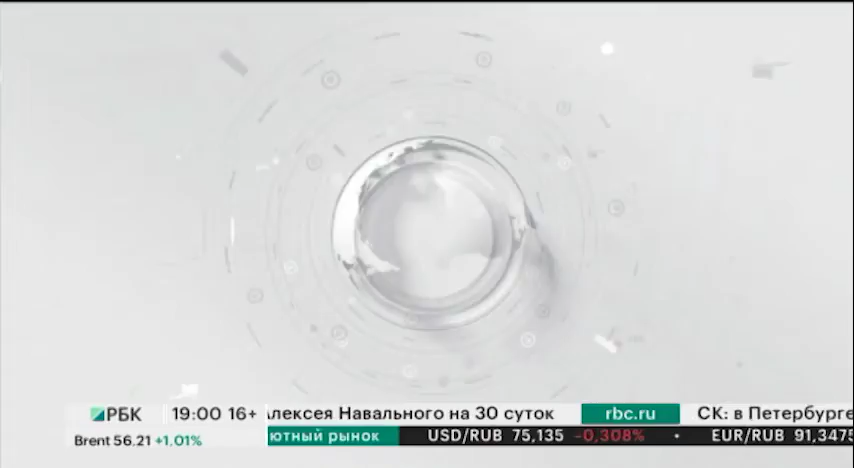 РБК 19:00 16+ Алексея Навального на 30 суток rbc.ru СК: в Петербурге
Brent 56,21 +1,01% ютный рынок USD/RUB 75,135 -0,308% • EUR/RUB 91,3475